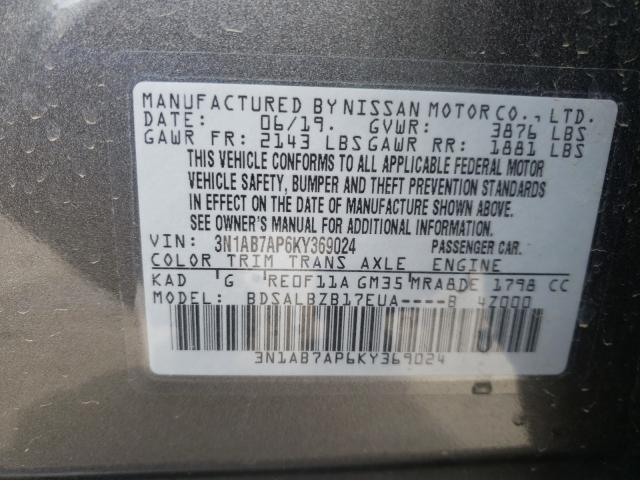 MANUFACTURED BY NISSAN MOTOR CO., LTD.
DATE: 06/19. GVWR: 3876 LBS
GAWR FR: 2143 LBS GAWR RR: 1881 LBS
THIS VEHICLE CONFORMS TO ALL APPLICABLE FEDERAL MOTOR
VEHICLE SAFETY, BUMPER AND THEFT PREVENTION STANDARDS
IN EFFECT ON THE DATE OF MANUFACTURE SHOWN ABOVE.
SEE OWNER'S MANUAL FOR ADDITIONAL INFORMATION.
VIN: 3N1AB7AP6KY369024 PASSENGER CAR.
COLOR TRIM TRANS AXLE ENGINE
KAD G RE0F11A GM35 MRA8DE 1798 CC
MODEL: BDSALBZB17EUA----B 4Z000
3N1AB7AP6KY369024